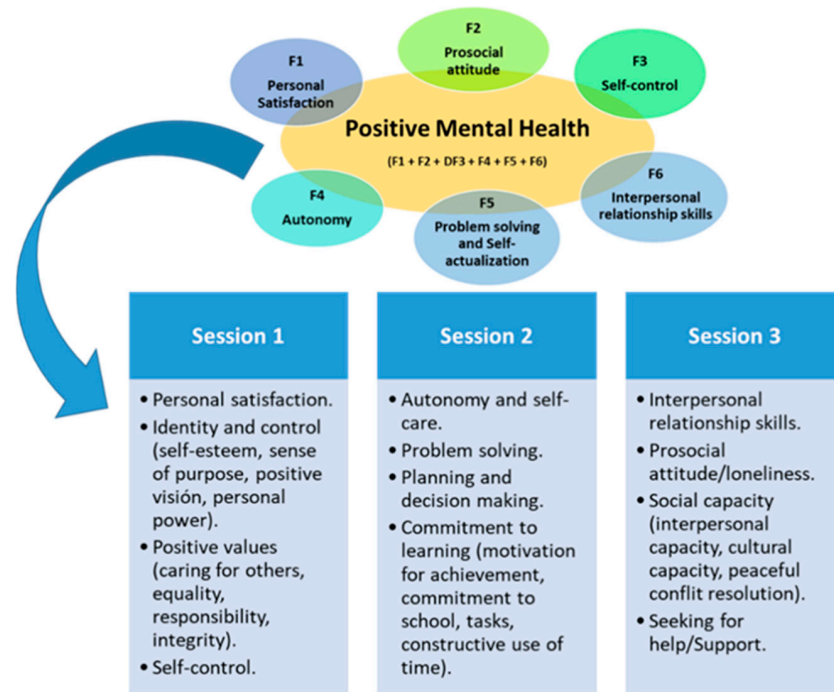 F1
Personal
Satisfaction
F2
Prosocial
attitude
F3
Self-control
Positive Mental Health
(F1 + F2 + DF3 + F4 + F5 + F6)
F4
Autonomy
F5
Problem solving
and Self-
actualization
F6
Interpersonal
relationship skills
Session 1
• Personal satisfaction.
• Identity and control
(self-esteem, sense
of purpose, positive
visión, personal
power).
• Positive values
(caring for others,
equality,
responsibility,
integrity).
• Self-control.
Session 2
• Autonomy and self-
care.
• Problem solving.
• Planning and
decision making.
• Commitment to
learning (motivation
for achievement,
commitment to
school, tasks,
constructive use of
time).
Session 3
• Interpersonal
relationship skills.
• Prosocial
attitude/loneliness.
• Social capacity
(interpersonal
capacity, cultural
capacity, peaceful
conflit resolution).
• Seeking for
help/Support.